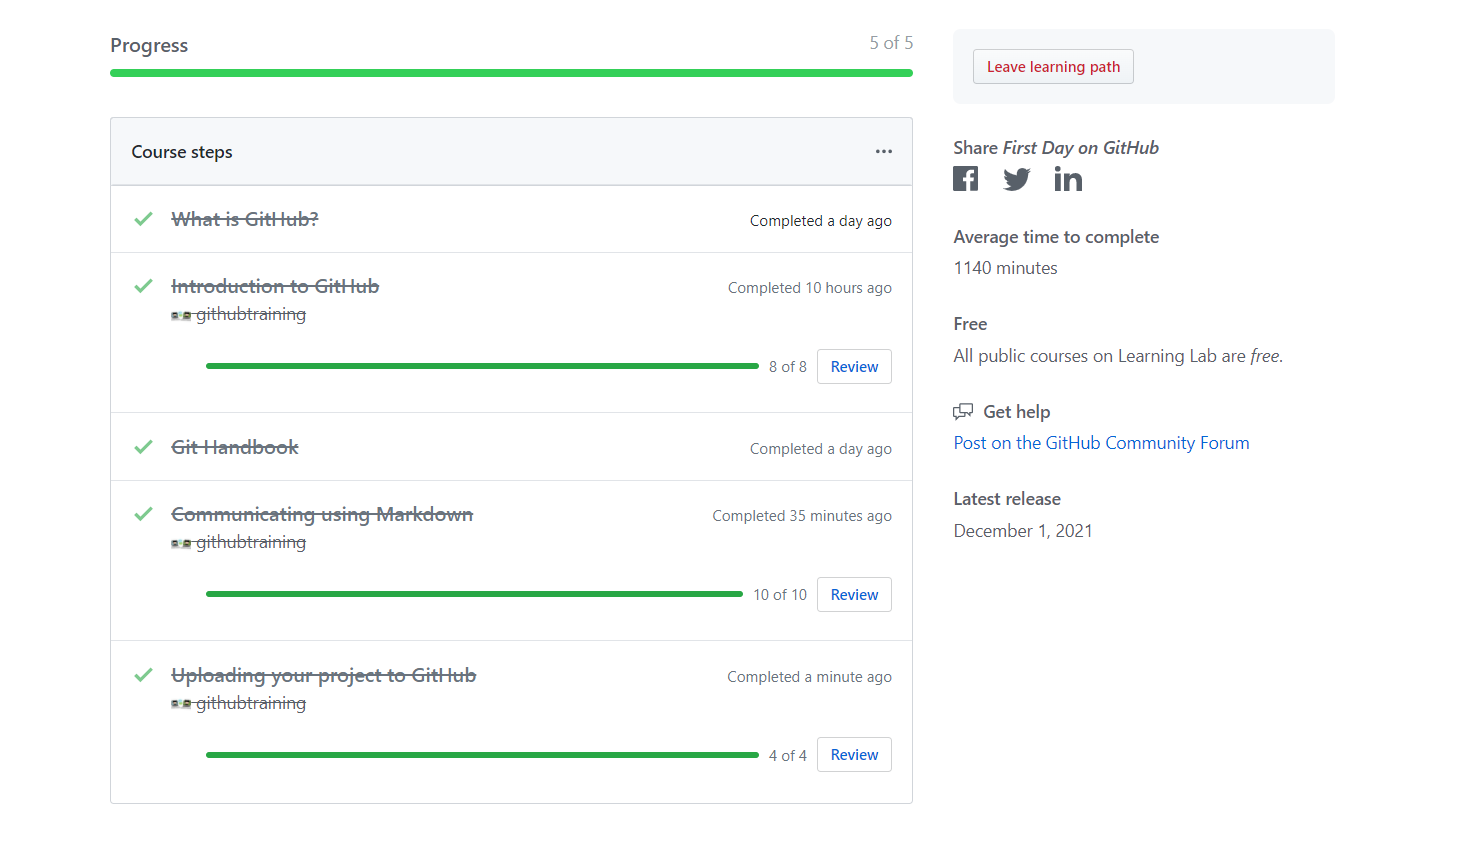 Progress
5 of 5
Course steps
What is GitHub?
Completed a day ago
Introduction to GitHub
Completed 10 hours ago
githubtraining
8 of 8
Review
Git Handbook
Completed a day ago
Communicating using Markdown
Completed 35 minutes ago
githubtraining
10 of 10
Review
Uploading your project to GitHub
Completed a minute ago
githubtraining
4 of 4
Review
Leave learning path
Share First Day on GitHub
Average time to complete
1140 minutes
Free
All public courses on Learning Lab are free.
Get help
Post on the GitHub Community Forum
Latest release
December 1, 2021